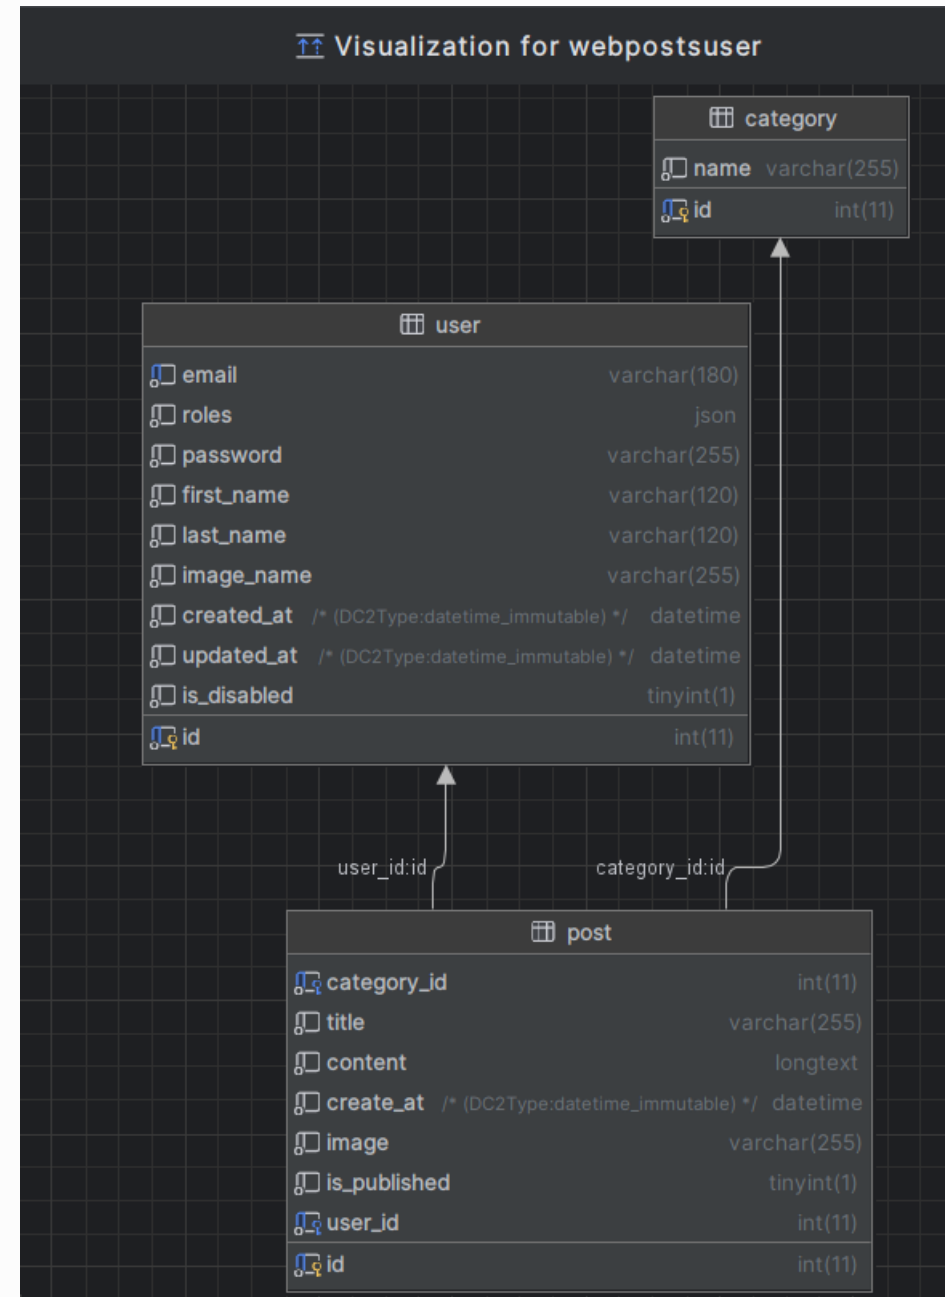 Visualization for webpostsuser
category
name varchar(255)
id int(11)
user
email varchar(180)
roles json
password varchar(255)
first_name varchar(120)
last_name varchar(120)
image_name varchar(255)
created_at /* (DC2Type:datetime_immutable) */ datetime
updated_at /* (DC2Type:datetime_immutable) */ datetime
is_disabled tinyint(1)
id int(11)
user_id:id
category_id:id
post
category_id int(11)
title varchar(255)
content longtext
create_at /* (DC2Type:datetime_immutable) */ datetime
image varchar(255)
is_published tinyint(1)
user_id int(11)
id int(11)